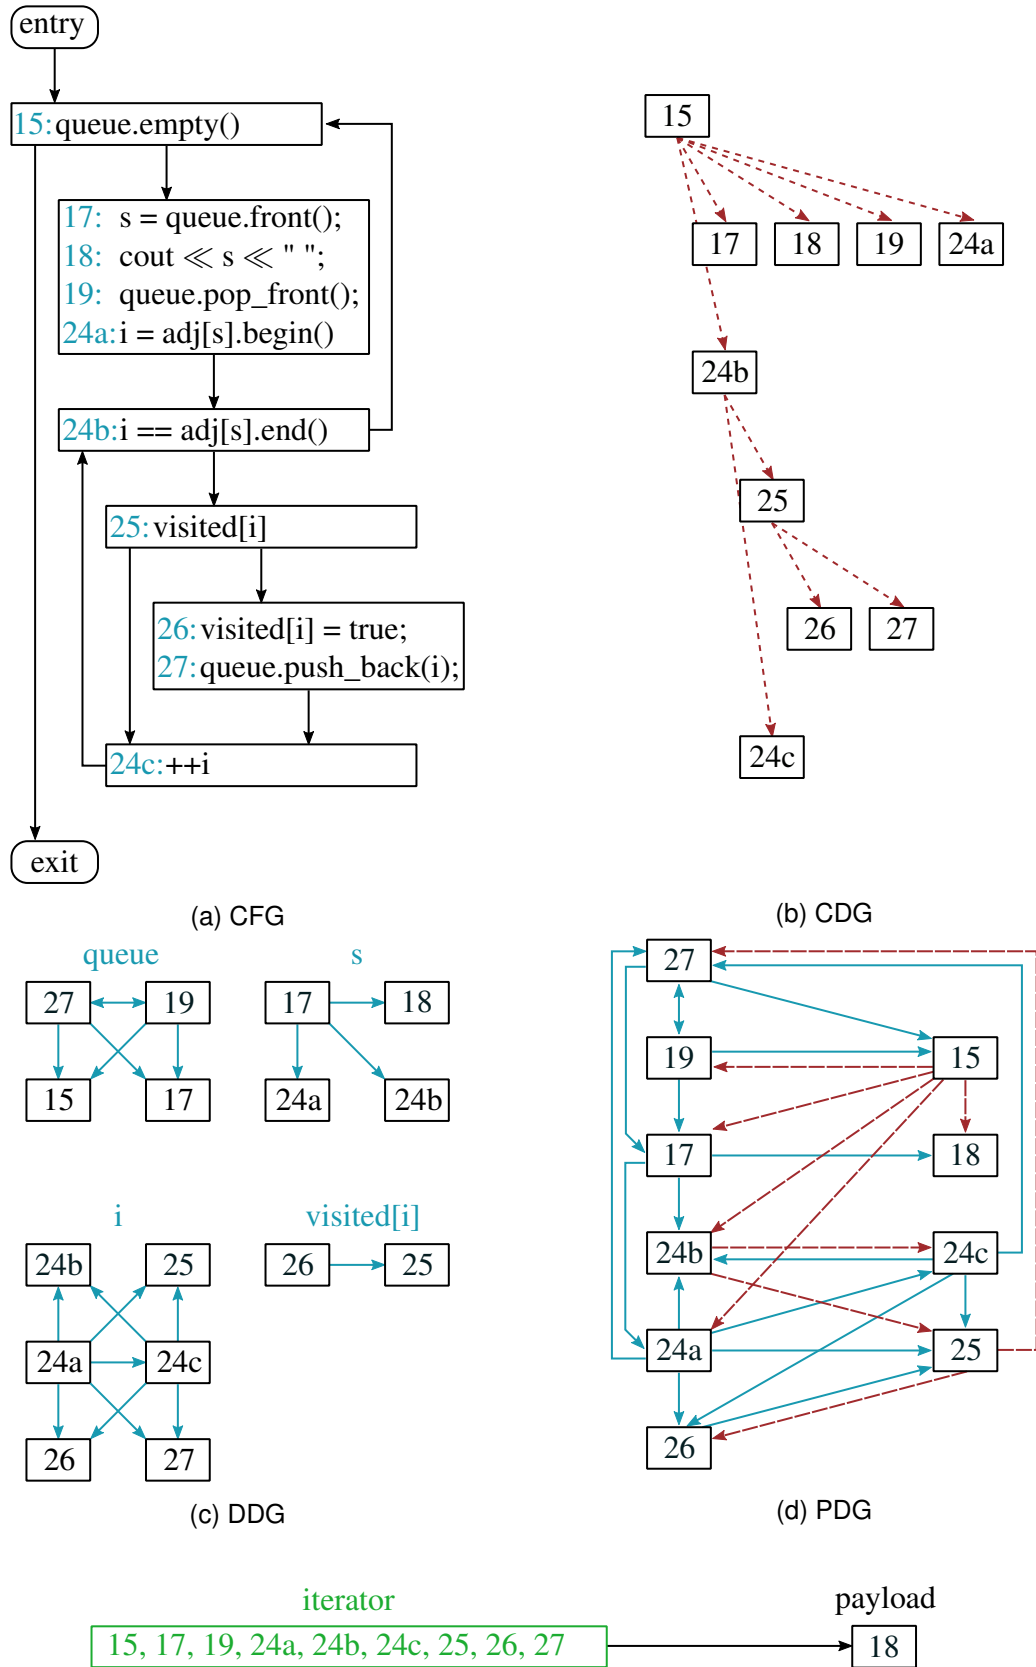 entry
15: queue.empty()
17: s = queue.front();
18: cout ≪ s ≪ " ";
19: queue.pop_front();
24a: i = adj[s].begin()
24b: i == adj[s].end()
25: visited[i]
26: visited[i] = true;
27: queue.push_back(i);
24c: ++i
exit
(a) CFG
15
17 18 19 24a
24b
25
26 27
24c
(b) CDG
queue
27 19
15 17
s
17 18
24a 24b
i
24b 25
24a 24c
26 27
visited[i]
26 25
(c) DDG
27
19 15
17 18
24b 24c
24a 25
26
(d) PDG
iterator
15, 17, 19, 24a, 24b, 24c, 25, 26, 27
payload
18